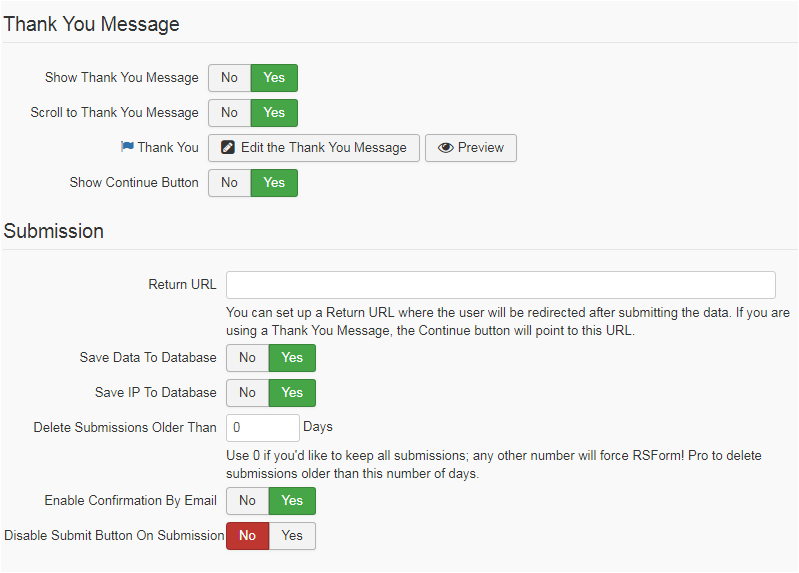 Thank You Message
Show Thank You Message No Yes
Scroll to Thank You Message No Yes
Thank You Edit the Thank You Message Preview
Show Continue Button No Yes
Submission
Return URL
You can set up a Return URL where the user will be redirected after submitting the data. If you are
using a Thank You Message, the Continue button will point to this URL.
Save Data To Database No Yes
Save IP To Database No Yes
Delete Submissions Older Than 0 Days
Use 0 if you'd like to keep all submissions; any other number will force RSForm! Pro to delete
submissions older than this number of days.
Enable Confirmation By Email No Yes
Disable Submit Button On Submission No Yes